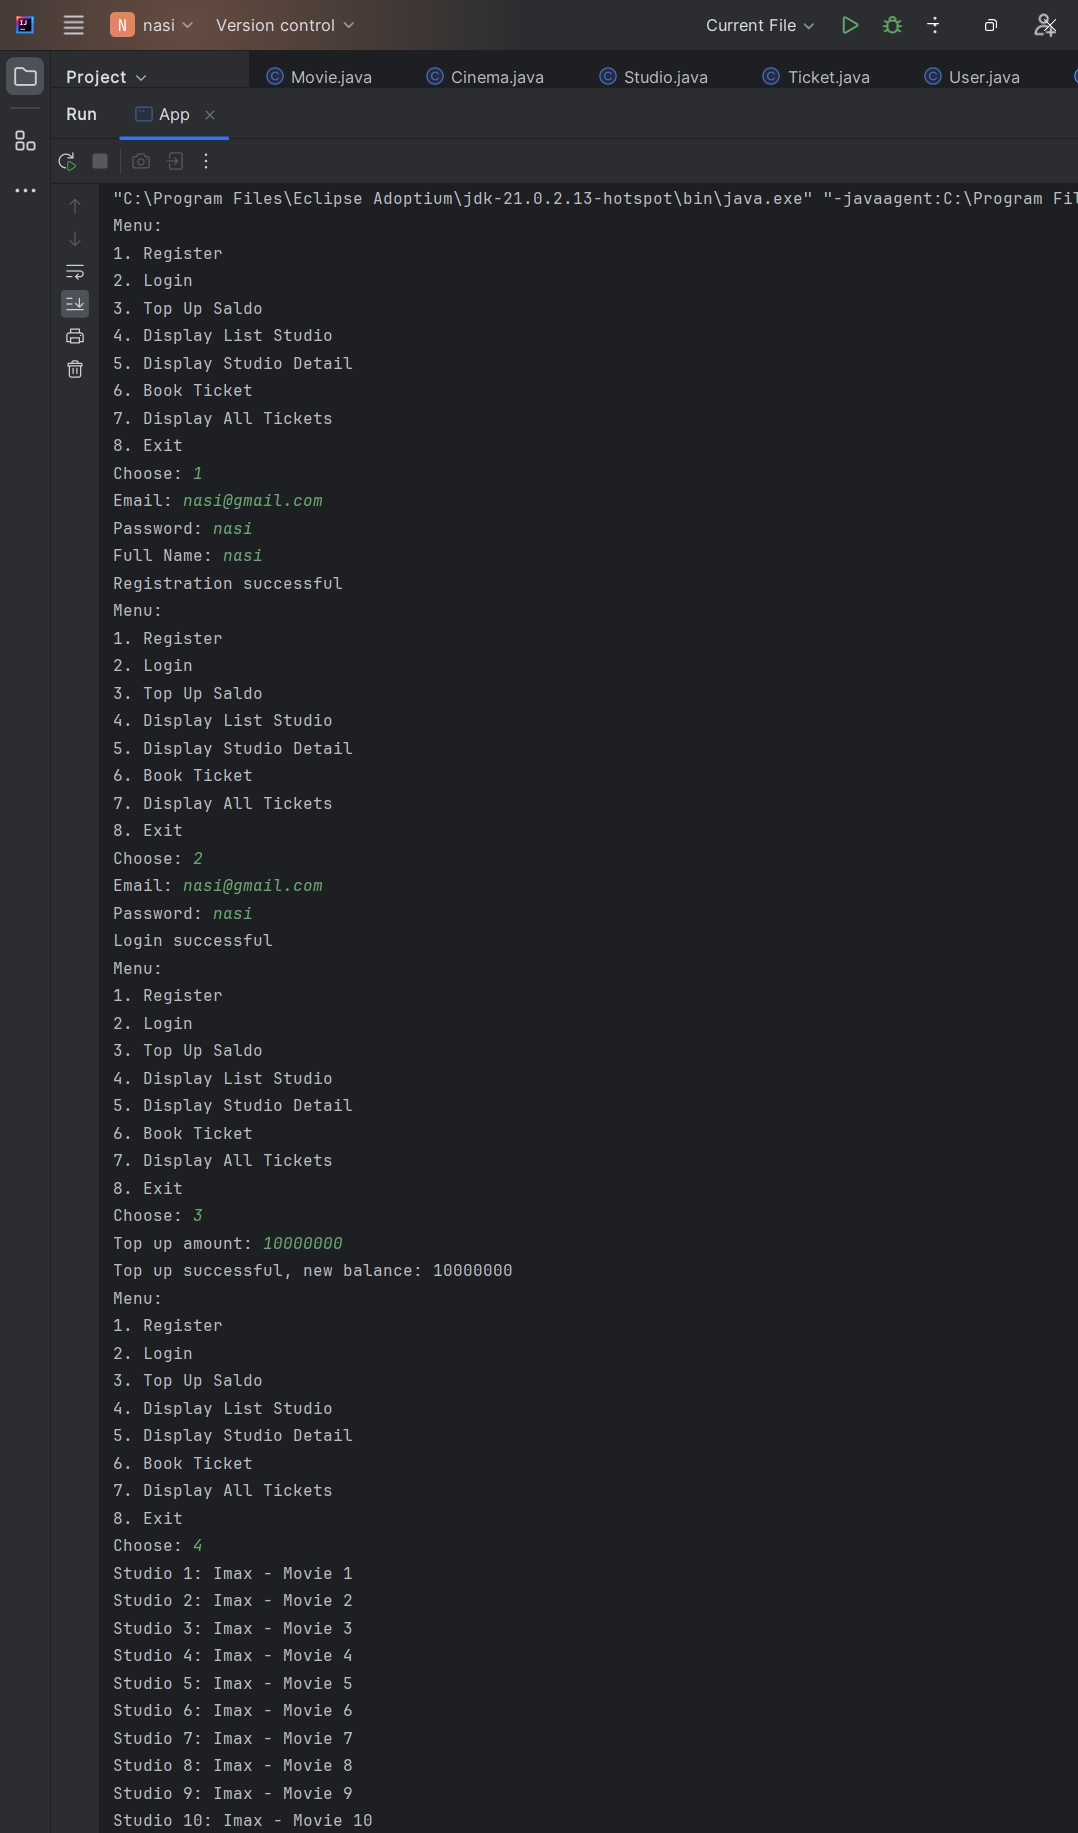 N nasi Version control Current File
Project Movie.java Cinema.java Studio.java Ticket.java User.java
Run App
"C:\Program Files\Eclipse Adoptium\jdk-21.0.2.13-hotspot\bin\java.exe" "-javaagent:C:\Program Fil
Menu:
1. Register
2. Login
3. Top Up Saldo
4. Display List Studio
5. Display Studio Detail
6. Book Ticket
7. Display All Tickets
8. Exit
Choose: 1
Email: nasi@gmail.com
Password: nasi
Full Name: nasi
Registration successful
Menu:
1. Register
2. Login
3. Top Up Saldo
4. Display List Studio
5. Display Studio Detail
6. Book Ticket
7. Display All Tickets
8. Exit
Choose: 2
Email: nasi@gmail.com
Password: nasi
Login successful
Menu:
1. Register
2. Login
3. Top Up Saldo
4. Display List Studio
5. Display Studio Detail
6. Book Ticket
7. Display All Tickets
8. Exit
Choose: 3
Top up amount: 10000000
Top up successful, new balance: 10000000
Menu:
1. Register
2. Login
3. Top Up Saldo
4. Display List Studio
5. Display Studio Detail
6. Book Ticket
7. Display All Tickets
8. Exit
Choose: 4
Studio 1: Imax - Movie 1
Studio 2: Imax - Movie 2
Studio 3: Imax - Movie 3
Studio 4: Imax - Movie 4
Studio 5: Imax - Movie 5
Studio 6: Imax - Movie 6
Studio 7: Imax - Movie 7
Studio 8: Imax - Movie 8
Studio 9: Imax - Movie 9
Studio 10: Imax - Movie 10